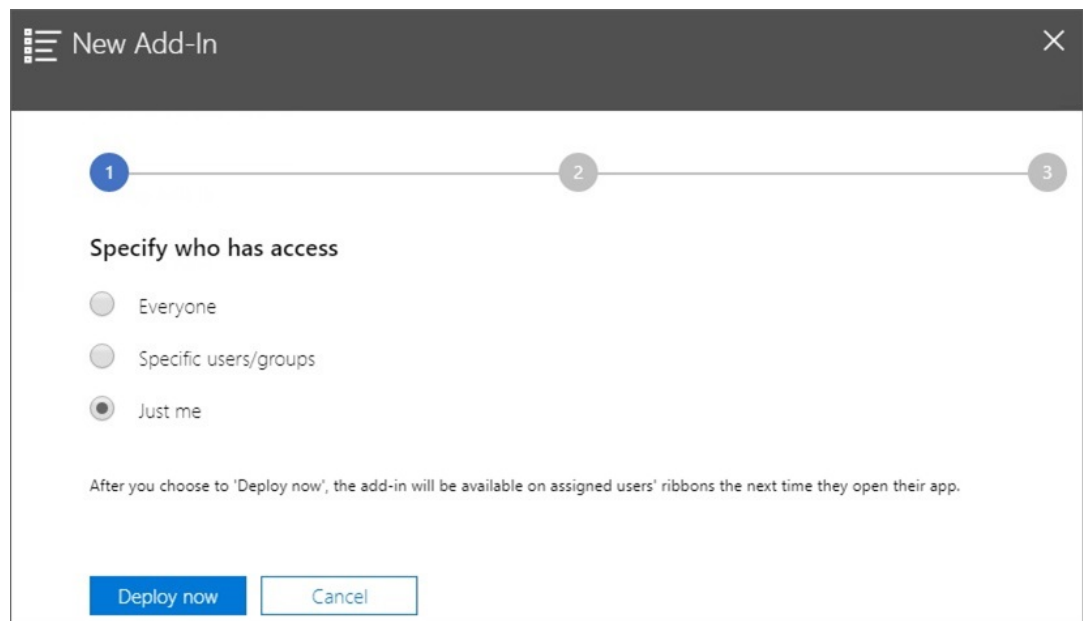 New Add-In
1 2 3
Specify who has access
Everyone
Specific users/groups
Just me
After you choose to 'Deploy now', the add-in will be available on assigned users' ribbons the next time they open their app.
Deploy now Cancel